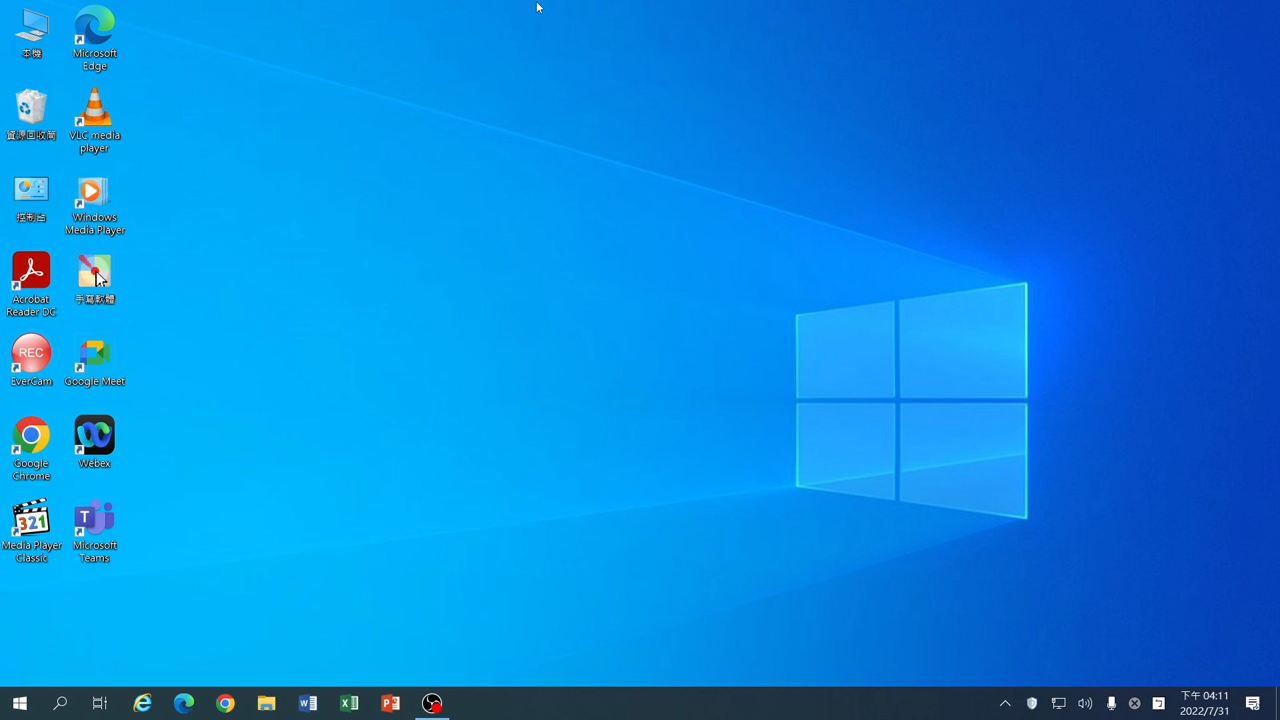 本機
Microsoft
Edge
資源回收筒
VLC media
player
控制台
Windows
Media Player
Acrobat
Reader DC
手寫軟體
REC
EverCam
Google Meet
Google
Chrome
Webex
321
Media Player
Classic
T
Microsoft
Teams
W
X
P
下午 04:11
2022/7/31